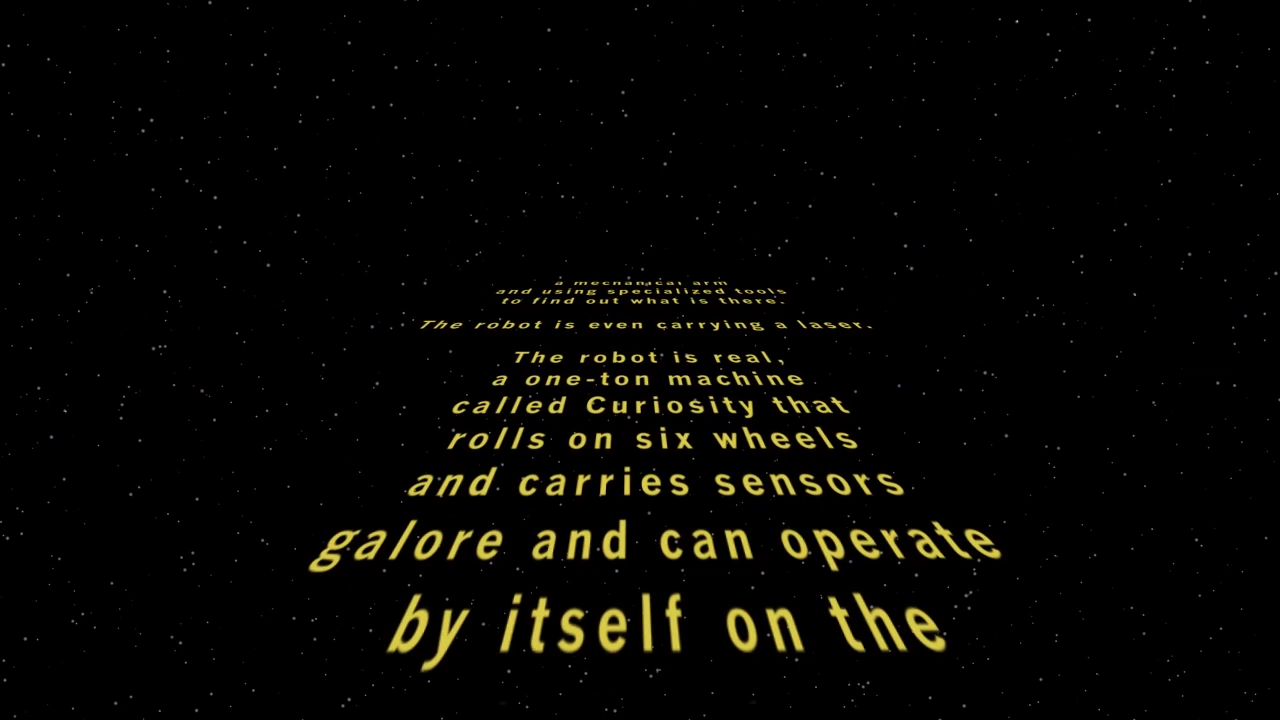 a mechanical arm
and using specialized tools
to find out what is there.
The robot is even carrying a laser.
The robot is real,
a one-ton machine
called Curiosity that
rolls on six wheels
and carries sensors
galore and can operate
by itself on the